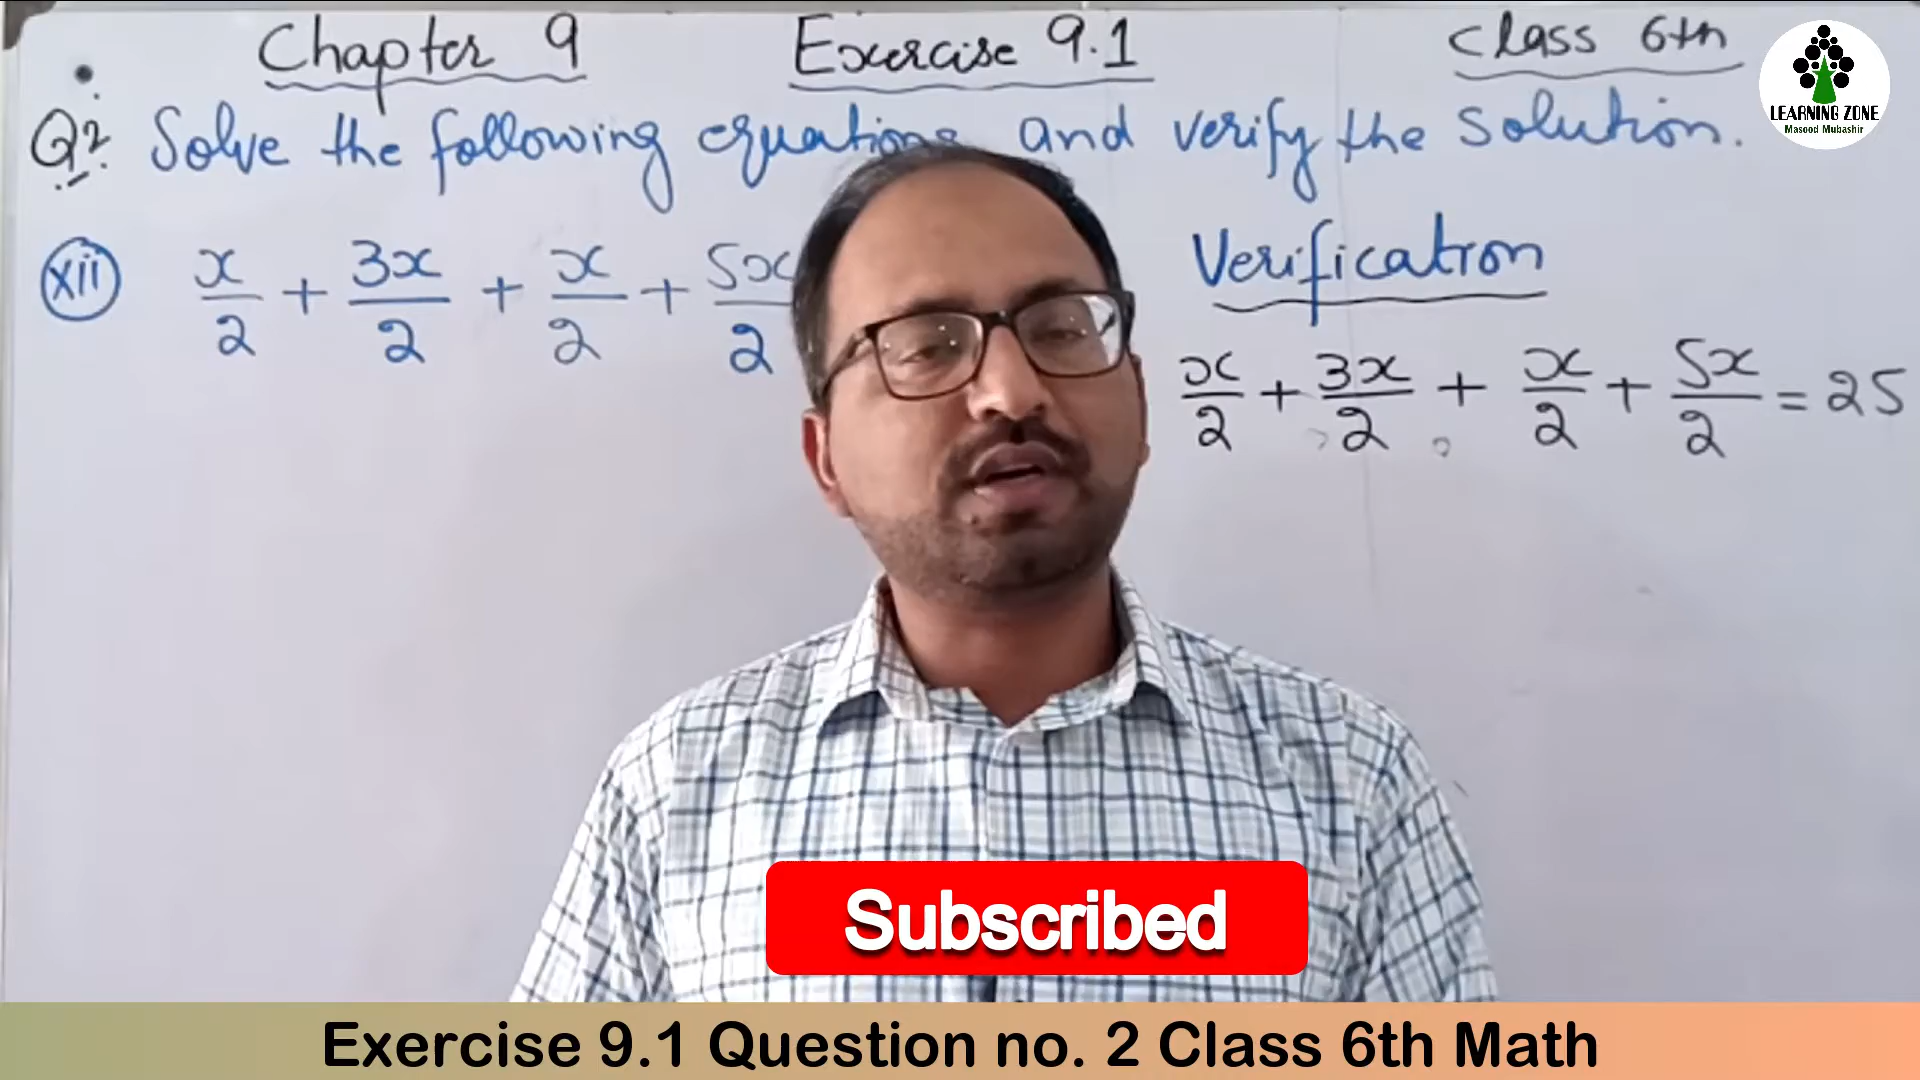 Chapter 9 Exercise 9.1 Class 6th
LEARNING ZONE
Masood Mubashir
Q2 Solve the following equations and verify the solution.
xii x/2 + 3x/2 + x/2 + 5x/2
Verification
x/2 + 3x/2 + x/2 + 5x/2 = 25
Subscribed
Exercise 9.1 Question no. 2 Class 6th Math